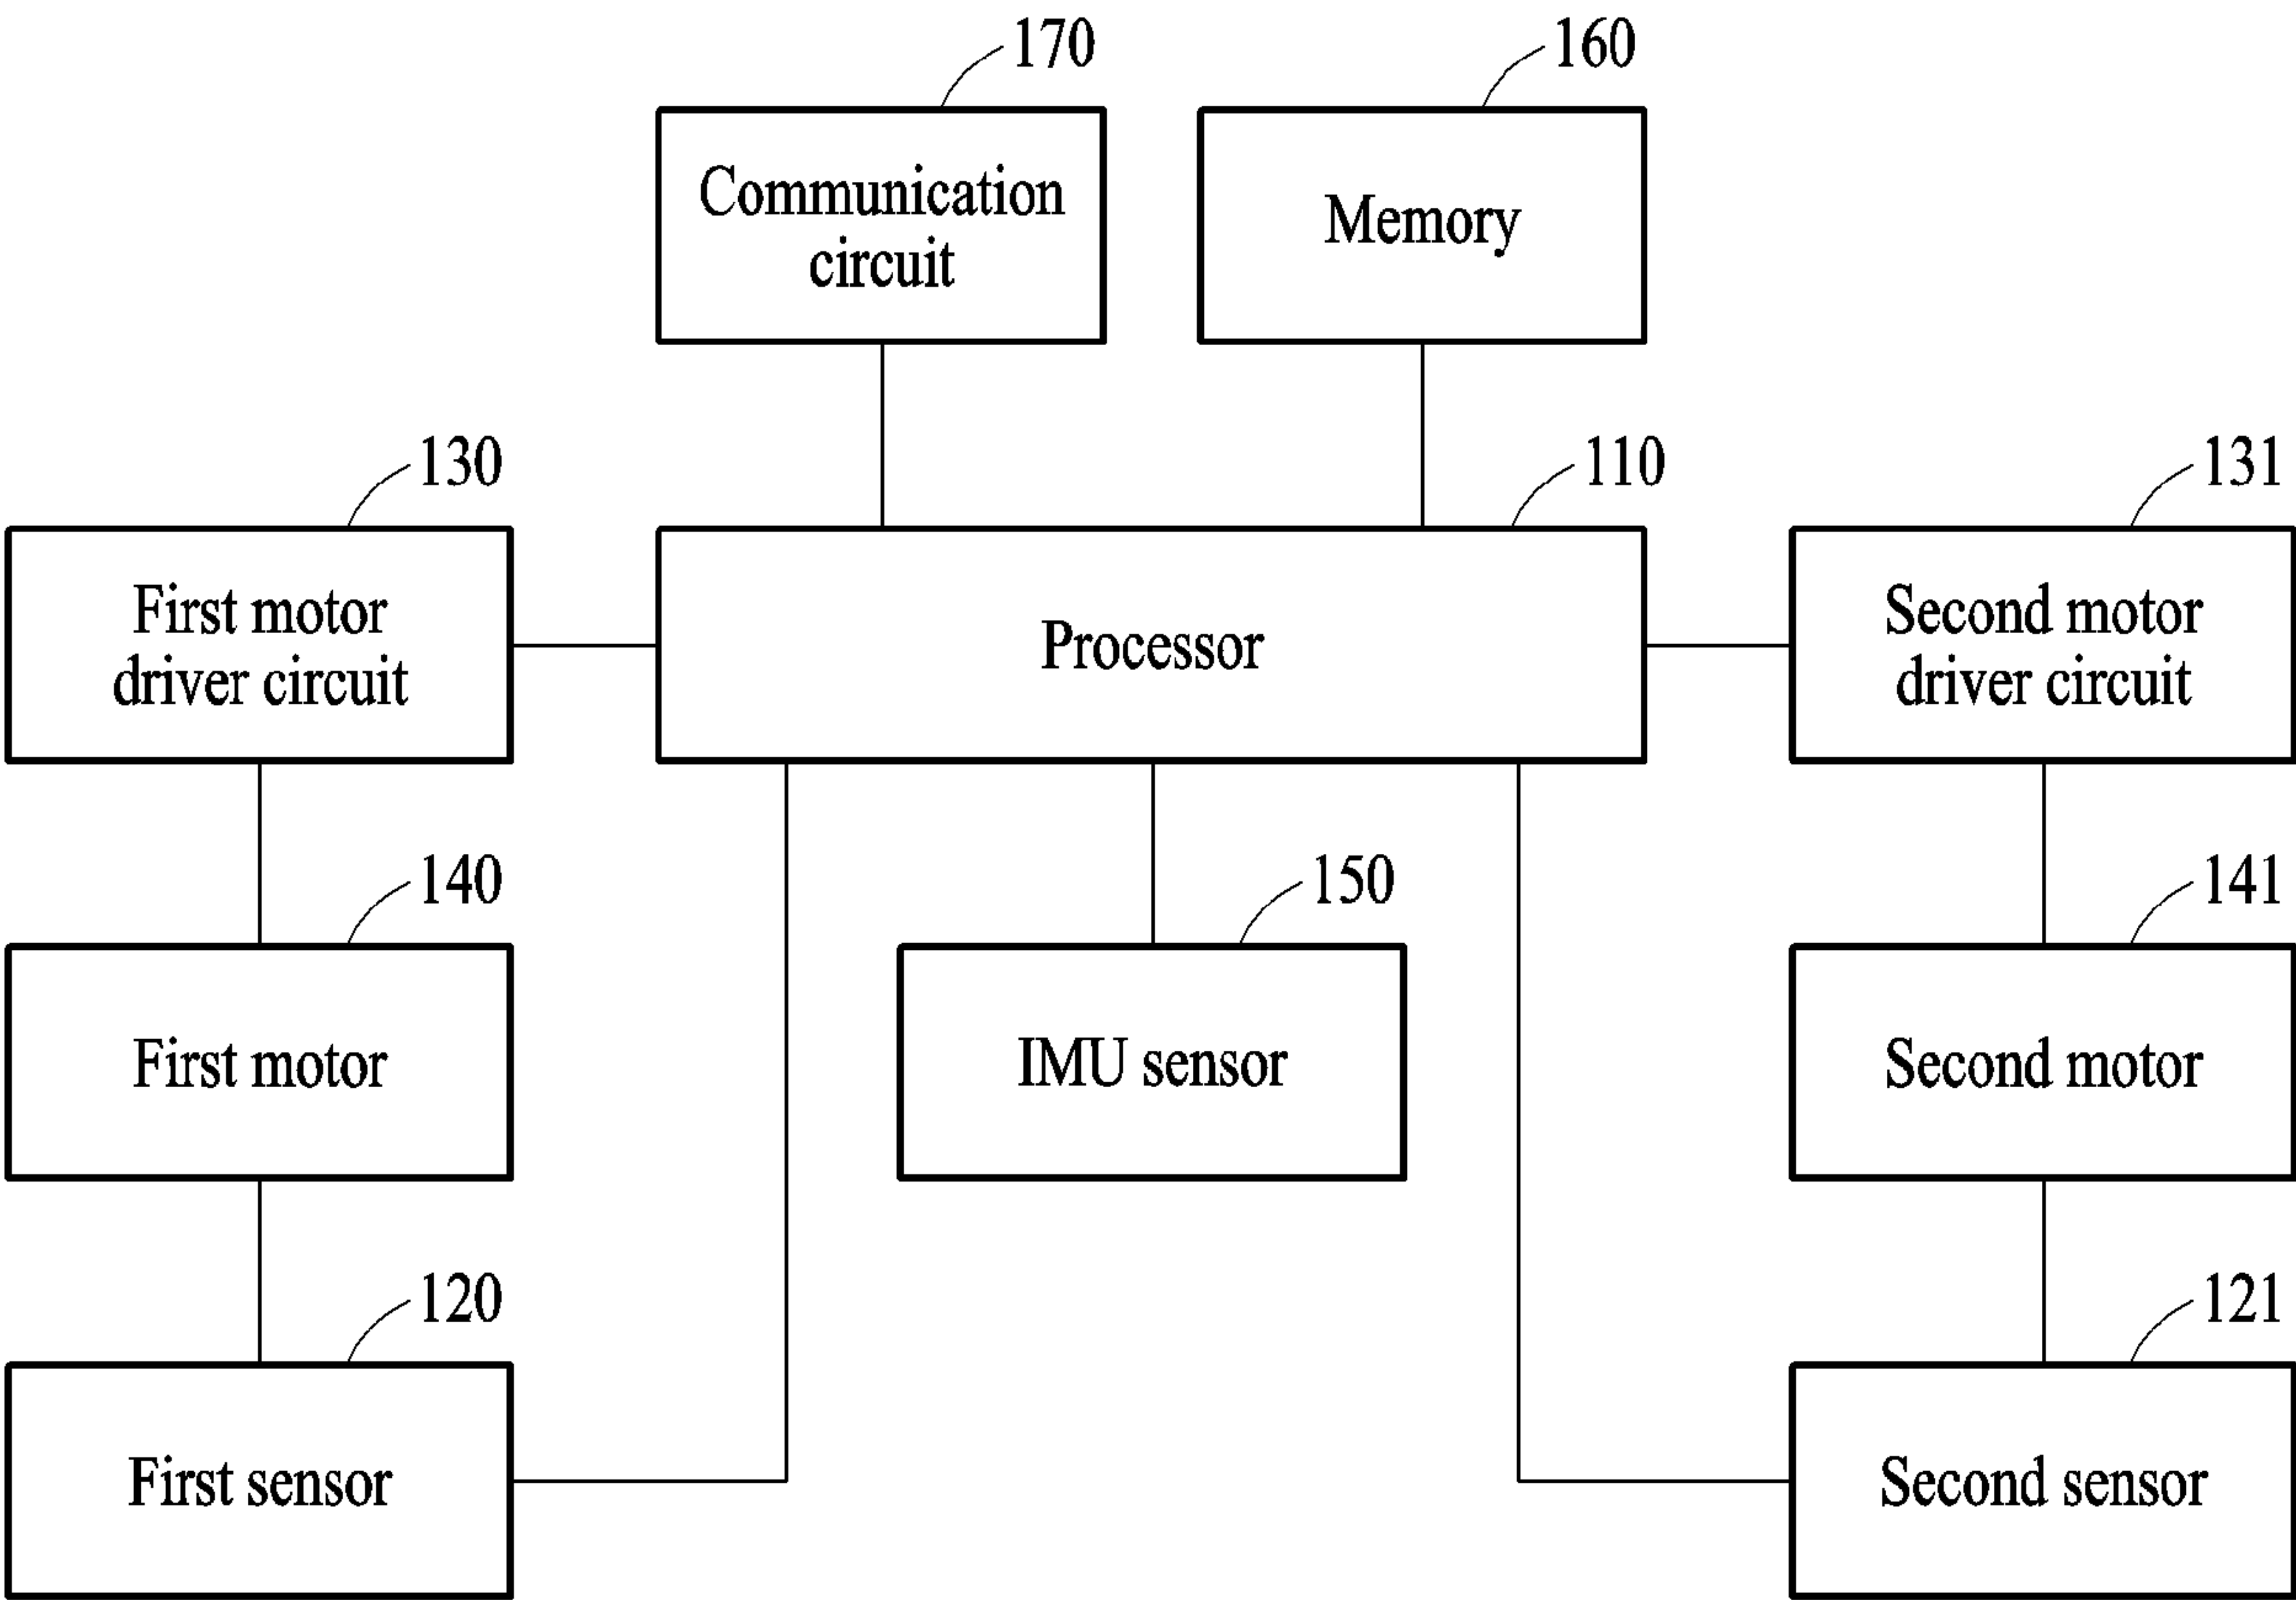 170
160
Communication
circuit
Memory
130
110
131
First motor
driver circuit
Processor
Second motor
driver circuit
140
150
141
First motor
IMU sensor
Second motor
120
121
First sensor
Second sensor